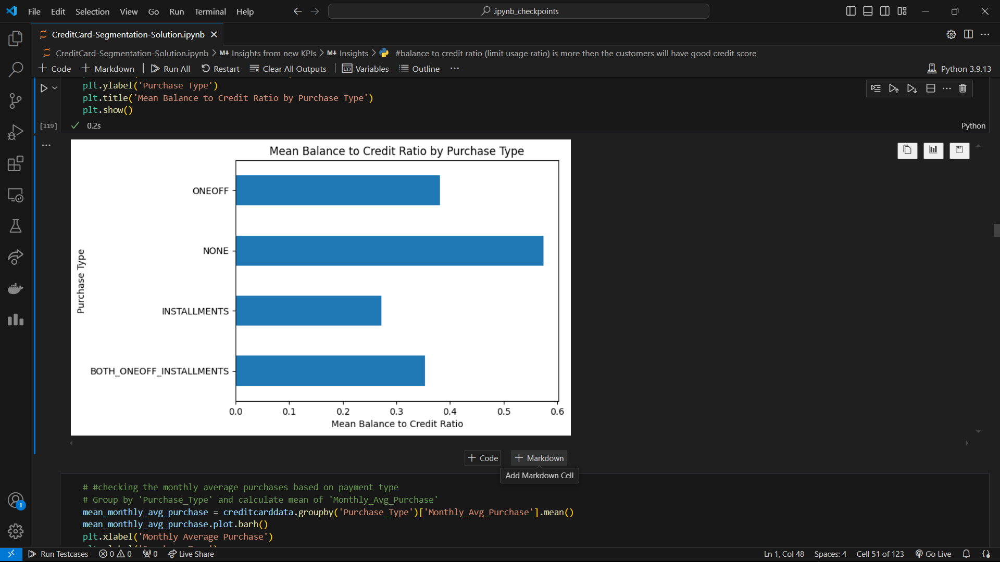 File Edit Selection View Go Run Terminal Help
.ipynb_checkpoints
CreditCard-Segmentation-Solution.ipynb
CreditCard-Segmentation-Solution.ipynb > M↓ Insights from new KPIs > M↓ Insights > #balance to credit ratio (limit usage ratio) is more then the customers will have good credit score
+ Code + Markdown Run All Restart Clear All Outputs Variables Outline ...
Python 3.9.13
plt.ylabel('Purchase Type')
plt.title('Mean Balance to Credit Ratio by Purchase Type')
plt.show()
[119] 0.2s
Python
Mean Balance to Credit Ratio by Purchase Type
ONEOFF
NONE
INSTALLMENTS
BOTH_ONEOFF_INSTALLMENTS
Purchase Type
0.0 0.1 0.2 0.3 0.4 0.5 0.6
Mean Balance to Credit Ratio
+ Code + Markdown
Add Markdown Cell
# #checking the monthly average purchases based on payment type
# Group by 'Purchase_Type' and calculate mean of 'Monthly_Avg_Purchase'
mean_monthly_avg_purchase = creditcarddata.groupby('Purchase_Type')['Monthly_Avg_Purchase'].mean()
mean_monthly_avg_purchase.plot.barh()
plt.xlabel('Monthly Average Purchase')
1
Run Testcases 0 0 0 Live Share
Ln 1, Col 48 Spaces: 4 Cell 51 of 123 Go Live